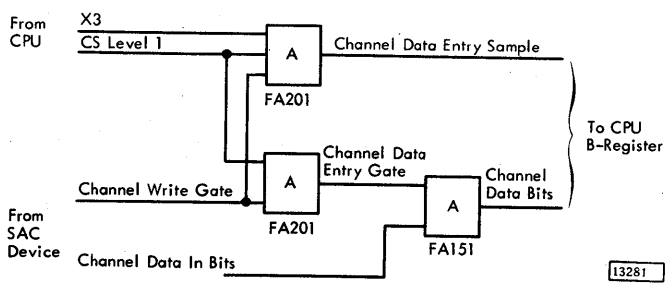 From
CPU
X3
CS Level 1
A
FA201
Channel Data Entry Sample
To CPU
B-Register
A
FA201
Channel Data
Entry Gate
Channel Write Gate
From
SAC
Device
Channel Data In Bits
A
FA151
Channel
Data Bits
13281